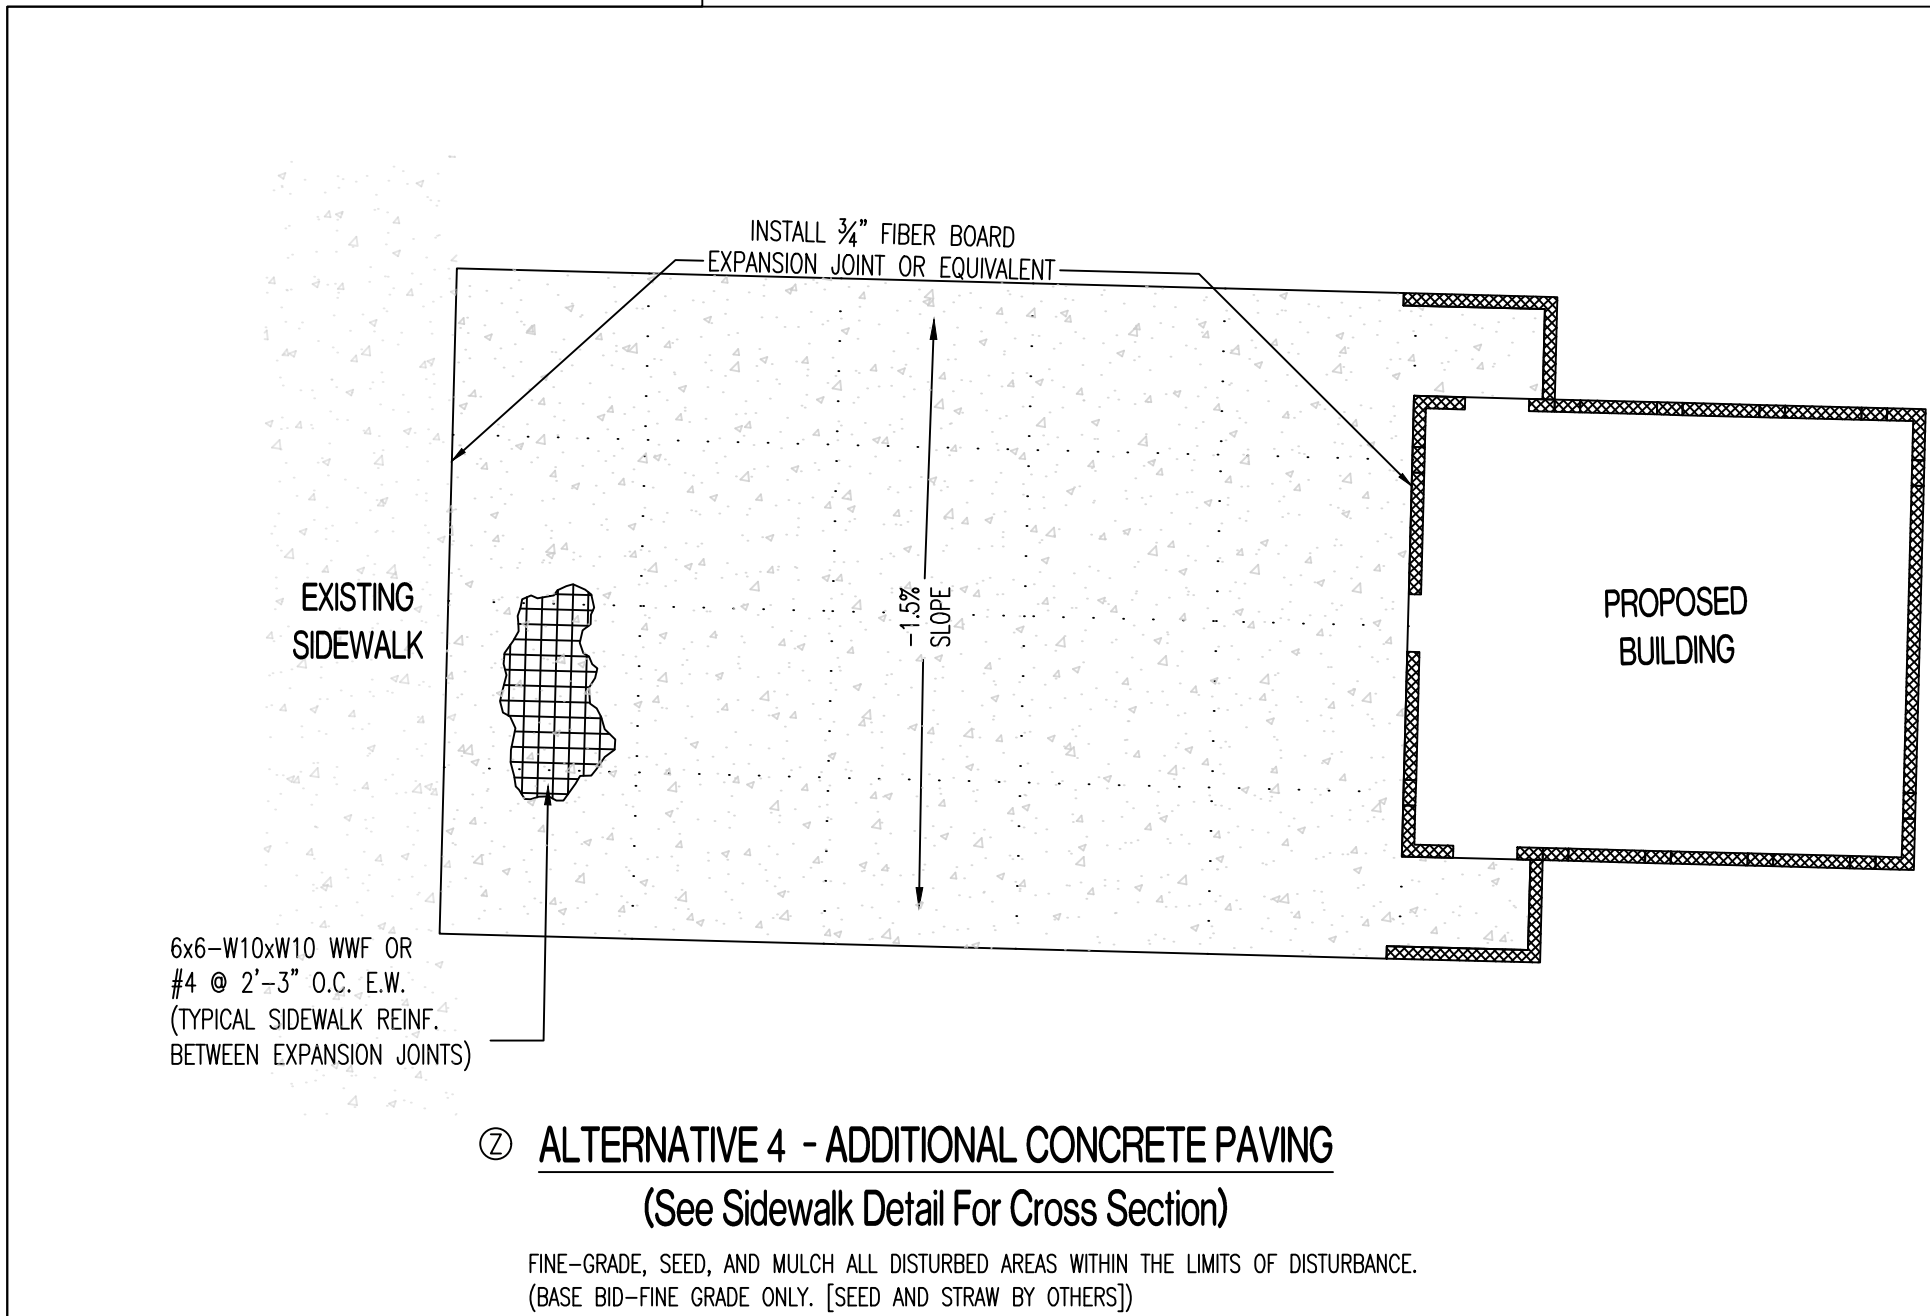 INSTALL ¾" FIBER BOARD
EXPANSION JOINT OR EQUIVALENT
EXISTING
SIDEWALK
-1.5%
SLOPE
PROPOSED
BUILDING
6x6-W10xW10 WWF OR
#4 @ 2'-3" O.C. E.W.
(TYPICAL SIDEWALK REINF.
BETWEEN EXPANSION JOINTS)
Z ALTERNATIVE 4 - ADDITIONAL CONCRETE PAVING
(See Sidewalk Detail For Cross Section)
FINE-GRADE, SEED, AND MULCH ALL DISTURBED AREAS WITHIN THE LIMITS OF DISTURBANCE.
(BASE BID-FINE GRADE ONLY. [SEED AND STRAW BY OTHERS])